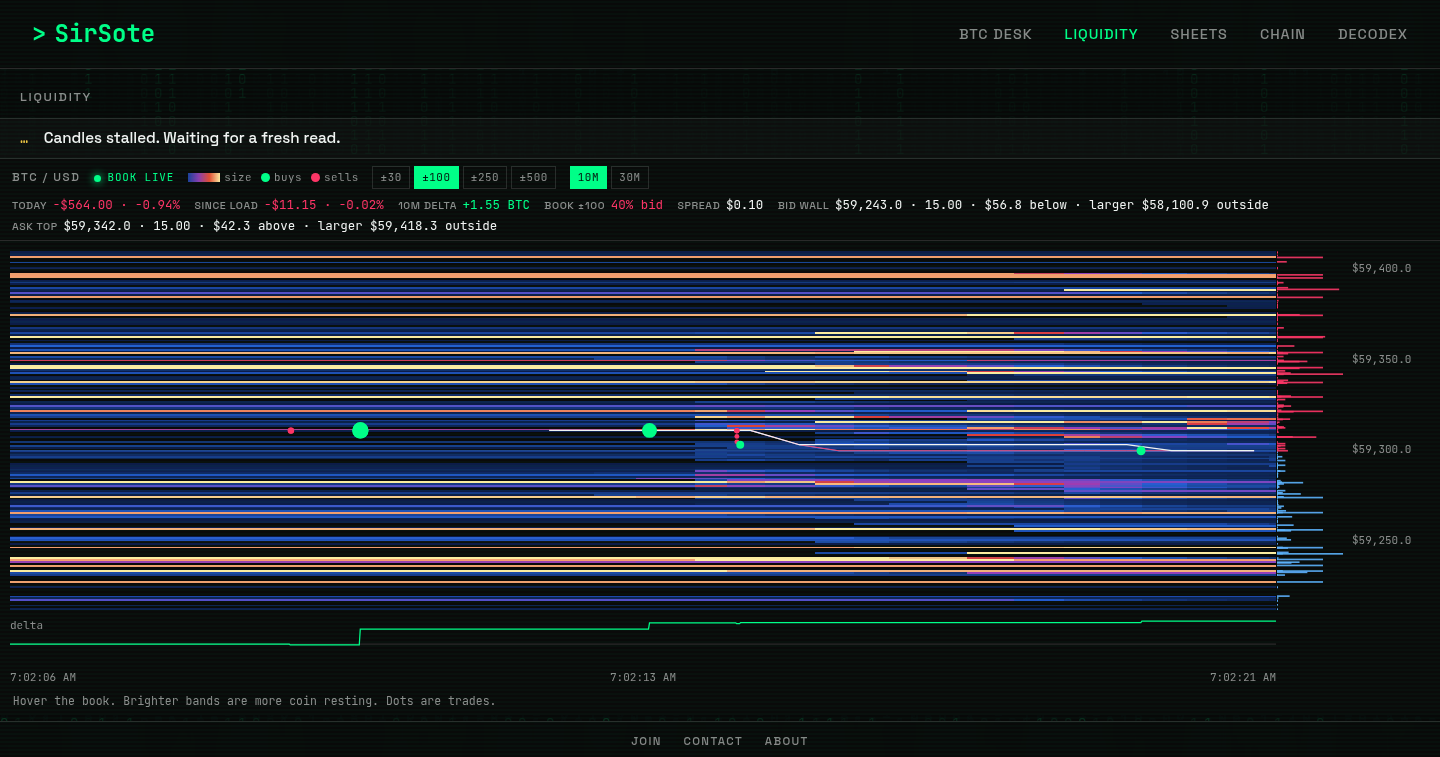 > SirSote
BTC DESK LIQUIDITY SHEETS CHAIN DECODEX
LIQUIDITY
… Candles stalled. Waiting for a fresh read.
BTC / USD BOOK LIVE size buys sells ±30 ±100 ±250 ±500 10M 30M
TODAY -$564.00 · -0.94% SINCE LOAD -$11.15 · -0.02% 10M DELTA +1.55 BTC BOOK ±100 40% bid SPREAD $0.10 BID WALL $59,243.0 · 15.00 · $56.8 below · larger $58,100.9 outside
ASK TOP $59,342.0 · 15.00 · $42.3 above · larger $59,418.3 outside
$59,400.0
$59,350.0
$59,300.0
$59,250.0
delta
7:02:06 AM 7:02:13 AM 7:02:21 AM
Hover the book. Brighter bands are more coin resting. Dots are trades.
JOIN CONTACT ABOUT